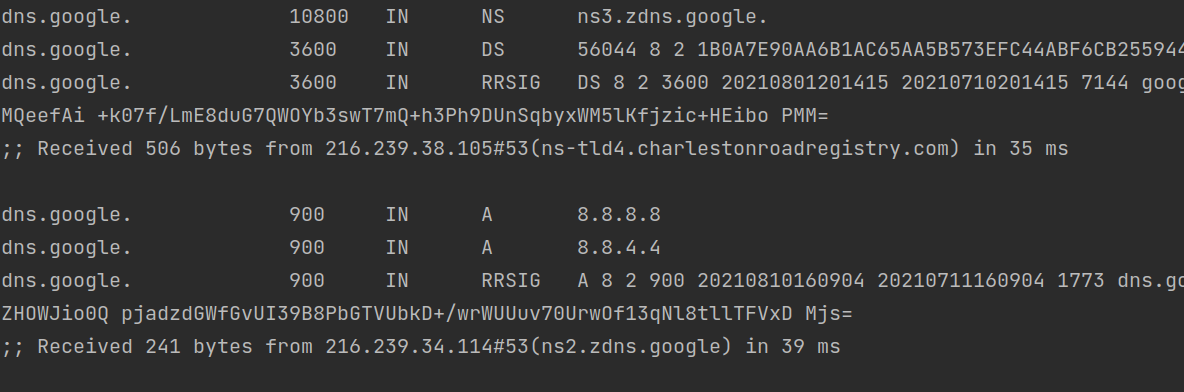 dns.google. 10800 IN NS ns3.zdns.google.
dns.google. 3600 IN DS 56044 8 2 1B0A7E90AA6B1AC65AA5B573EFC44ABF6CB255944
dns.google. 3600 IN RRSIG DS 8 2 3600 20210801201415 20210710201415 7144 goog
MQeefAi +k07f/LmE8duG7QWOYb3swT7mQ+h3Ph9DUnSqbyxWM5lKfjzic+HEibo PMM=
;; Received 506 bytes from 216.239.38.105#53(ns-tld4.charlestonroadregistry.com) in 35 ms
dns.google. 900 IN A 8.8.8.8
dns.google. 900 IN A 8.8.4.4
dns.google. 900 IN RRSIG A 8 2 900 20210810160904 20210711160904 1773 dns.go
ZHOWJio0Q pjadzdGWfGvUI39B8PbGTVUbkD+/wrWUUuv70UrwOf13qNl8tllTFVxD Mjs=
;; Received 241 bytes from 216.239.34.114#53(ns2.zdns.google) in 39 ms